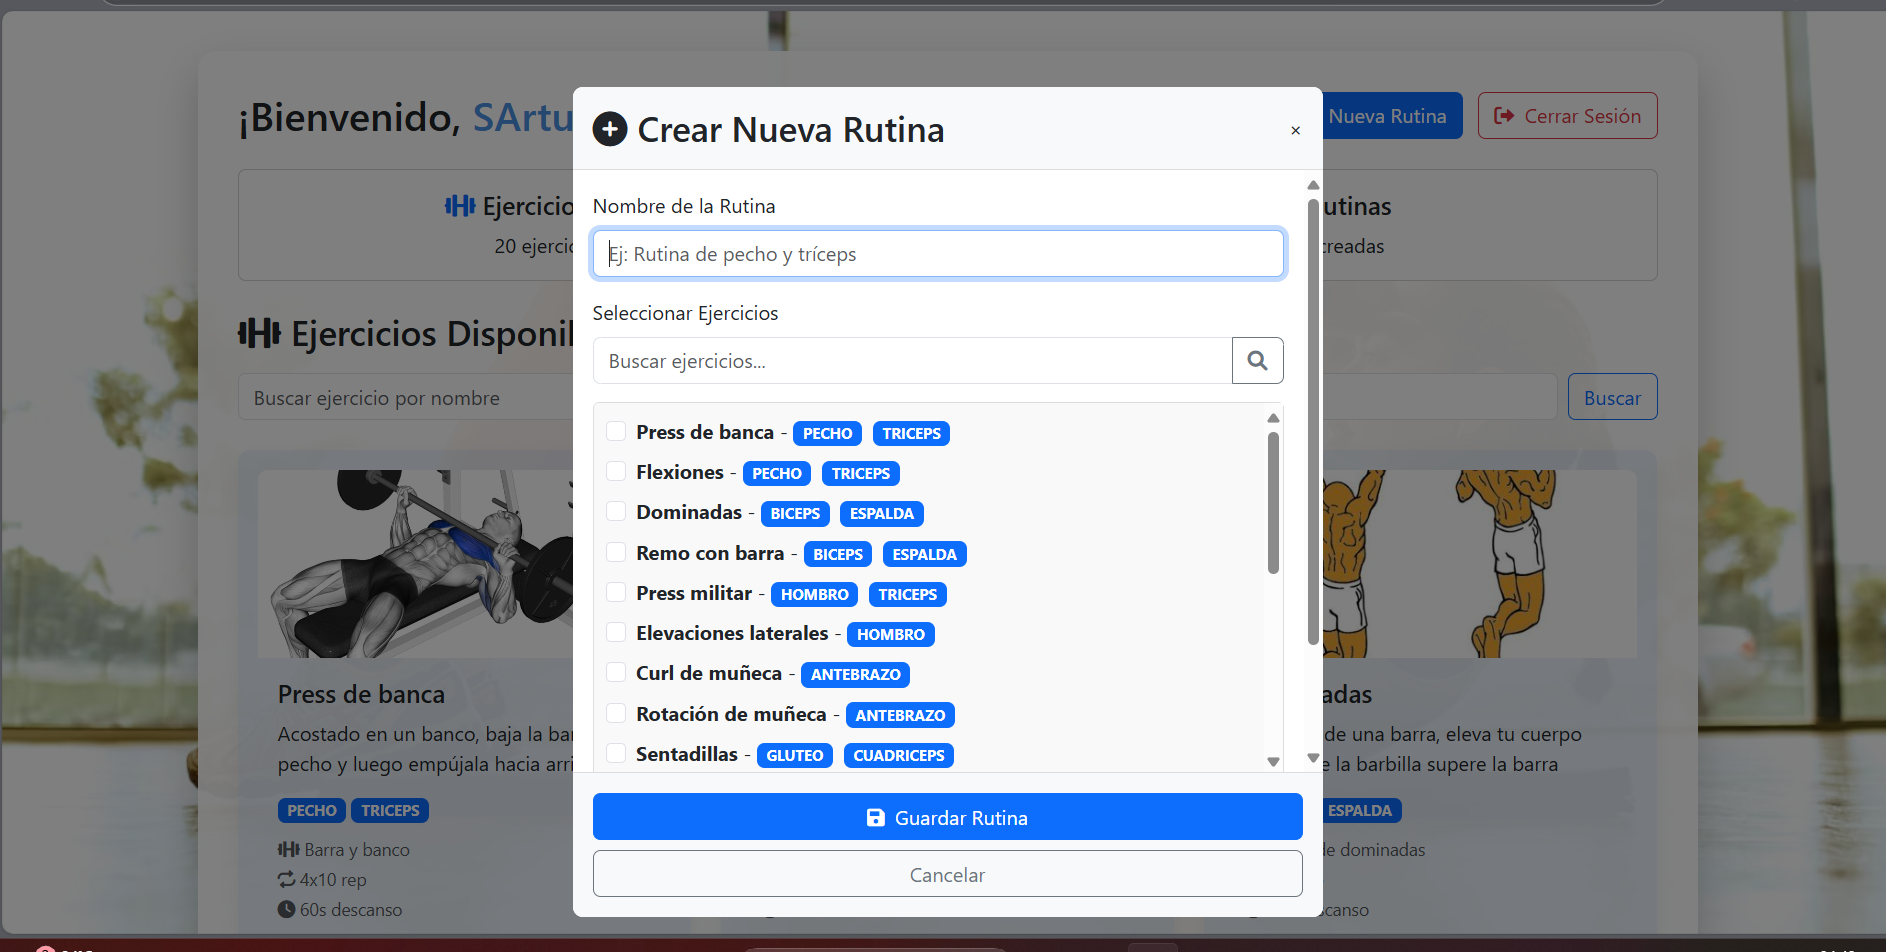 ¡Bienvenido, SArtu
Nueva Rutina
Cerrar Sesión
Ejercicio
20 ejercic
utinas
creadas
Ejercicios Disponil
Buscar ejercicio por nombre
Buscar
Crear Nueva Rutina
×
Nombre de la Rutina
Ej: Rutina de pecho y tríceps
Seleccionar Ejercicios
Buscar ejercicios...
Press de banca - PECHO TRICEPS
Flexiones - PECHO TRICEPS
Dominadas - BICEPS ESPALDA
Remo con barra - BICEPS ESPALDA
Press militar - HOMBRO TRICEPS
Elevaciones laterales - HOMBRO
Curl de muñeca - ANTEBRAZO
Rotación de muñeca - ANTEBRAZO
Sentadillas - GLUTEO CUADRICEPS
Guardar Rutina
Cancelar
Press de banca
Acostado en un banco, baja la bar
pecho y luego empújala hacia arri
PECHO TRICEPS
Barra y banco
4x10 rep
60s descanso
adas
de una barra, eleva tu cuerpo
e la barbilla supere la barra
ESPALDA
de dominadas
scanso